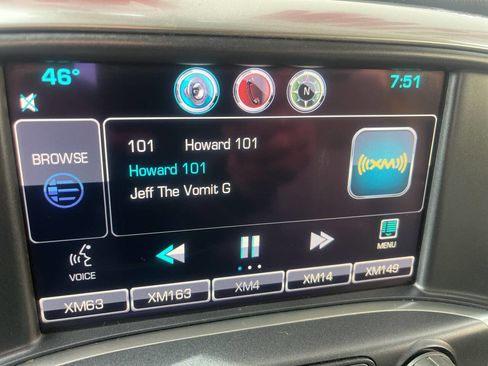 46°
7:51
N
BROWSE
101 Howard 101
Howard 101
Jeff The Vomit G
((XM))
VOICE
MENU
XM63 XM163 XM4 XM14 XM149